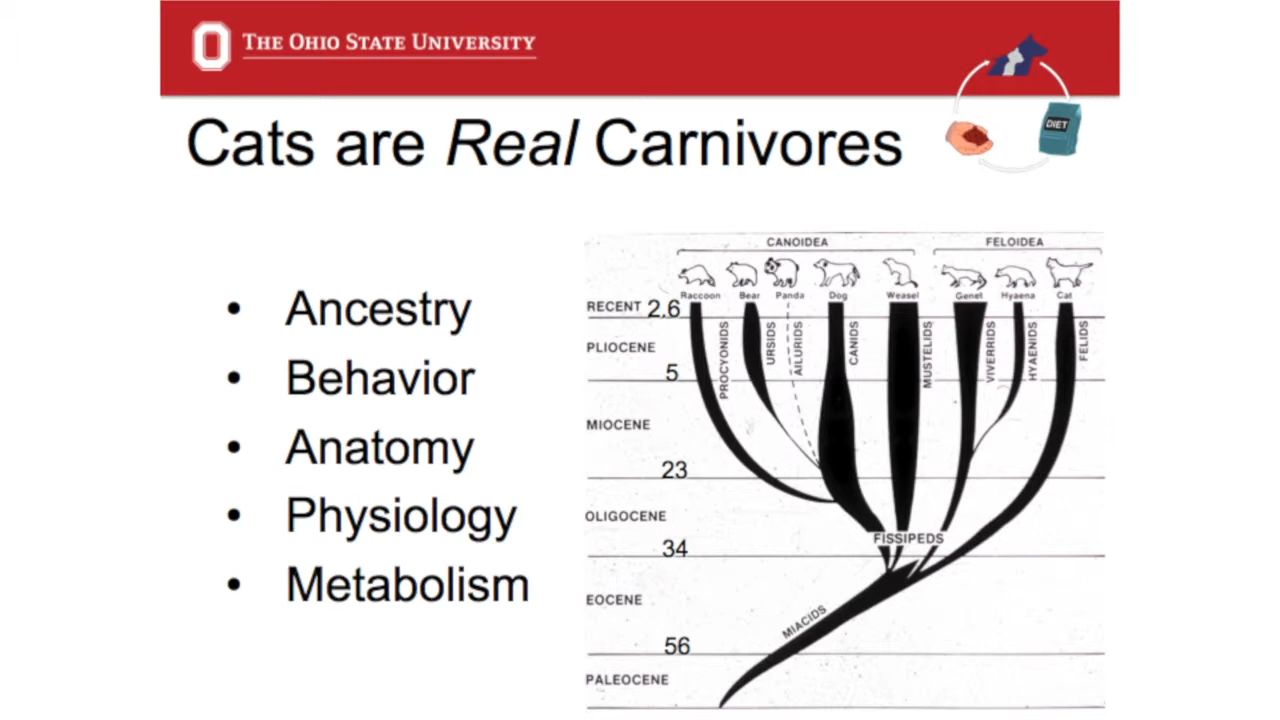 THE OHIO STATE UNIVERSITY
DIET
Cats are Real Carnivores
• Ancestry
• Behavior
• Anatomy
• Physiology
• Metabolism
CANOIDEA FELOIDEA
Raccoon Bear Panda Dog Weasel Genet Hyaena Cat
RECENT 2.6
PLIOCENE
PROCYONIDS
URSIDS
AILURIDS
CANIDS
MUSTELIDS
VIVERRIDS
HYAENIDS
FELIDS
5
MIOCENE
23
OLIGOCENE
FISSIPEDS
34
EOCENE
MIACIDS
56
PALEOCENE